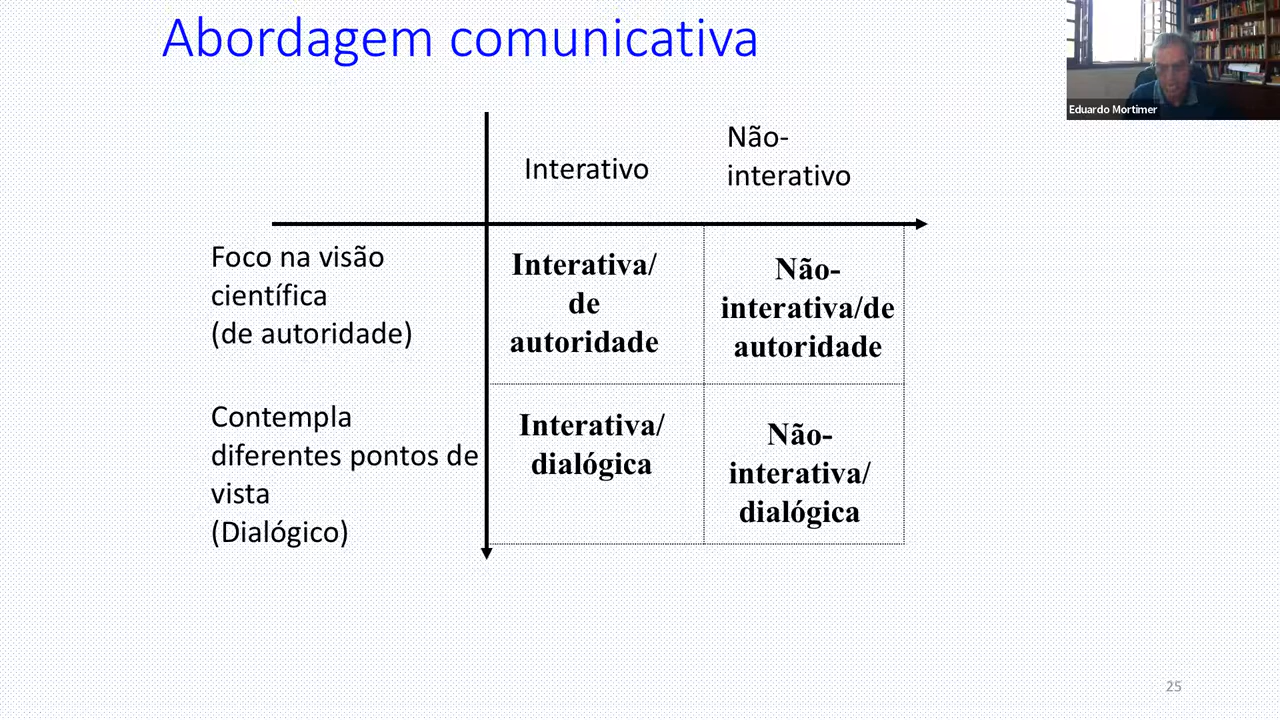 Abordagem comunicativa
Eduardo Mortimer
Interativo
Não-
interativo
Foco na visão
científica
(de autoridade)
Interativa/
de
autoridade
Não-
interativa/de
autoridade
Contempla
diferentes pontos de
vista
(Dialógico)
Interativa/
dialógica
Não-
interativa/
dialógica
25